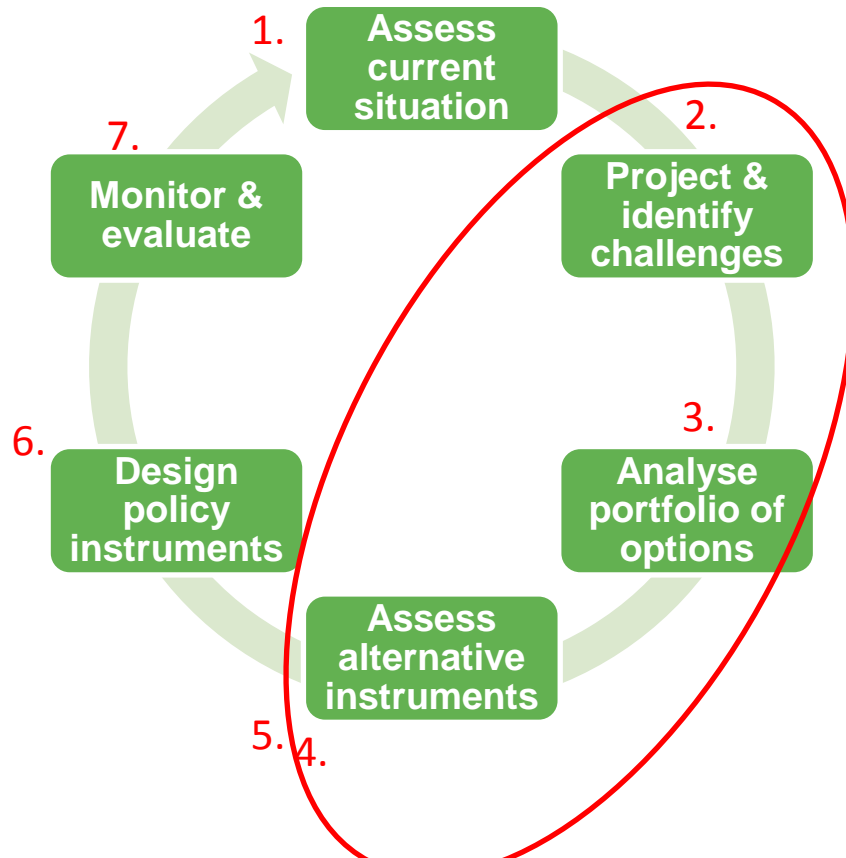 1.
Assess
current
situation
2.
Project &
identify
challenges
3.
Analyse
portfolio of
options
Assess
alternative
instruments
5.
4.
6.
Design
policy
instruments
7.
Monitor &
evaluate